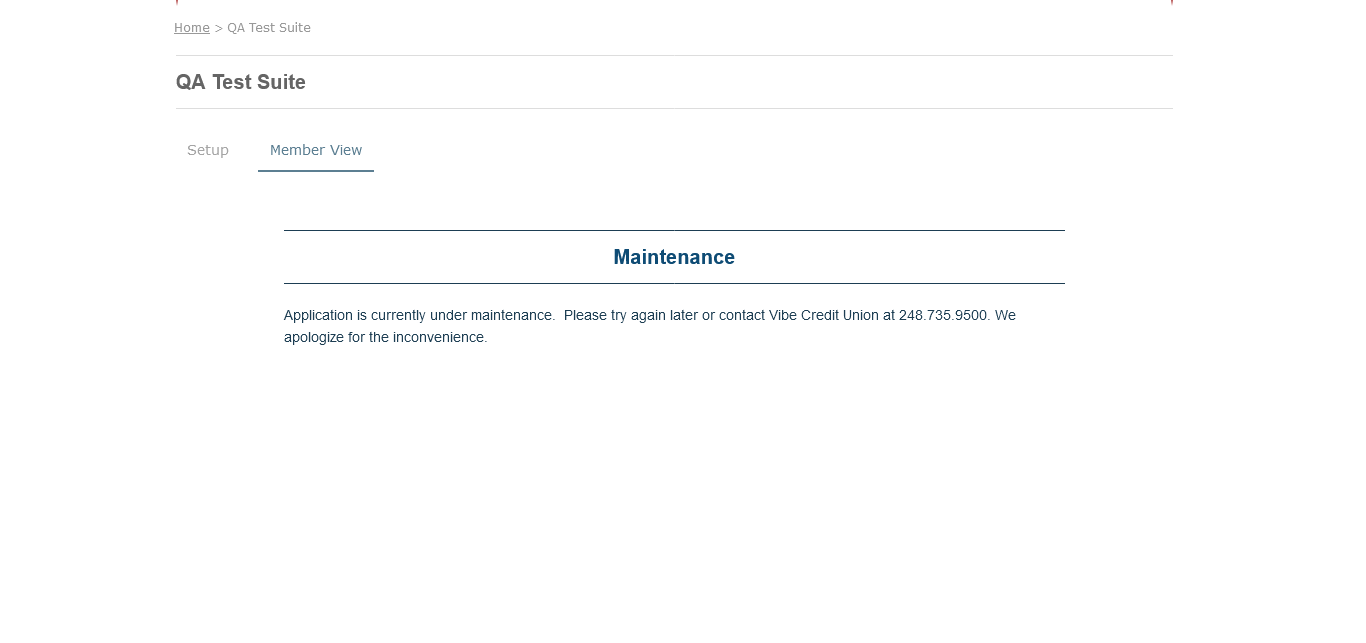 Home > QA Test Suite
QA Test Suite
Setup Member View
Maintenance
Application is currently under maintenance.  Please try again later or contact Vibe Credit Union at 248.735.9500. We
apologize for the inconvenience.